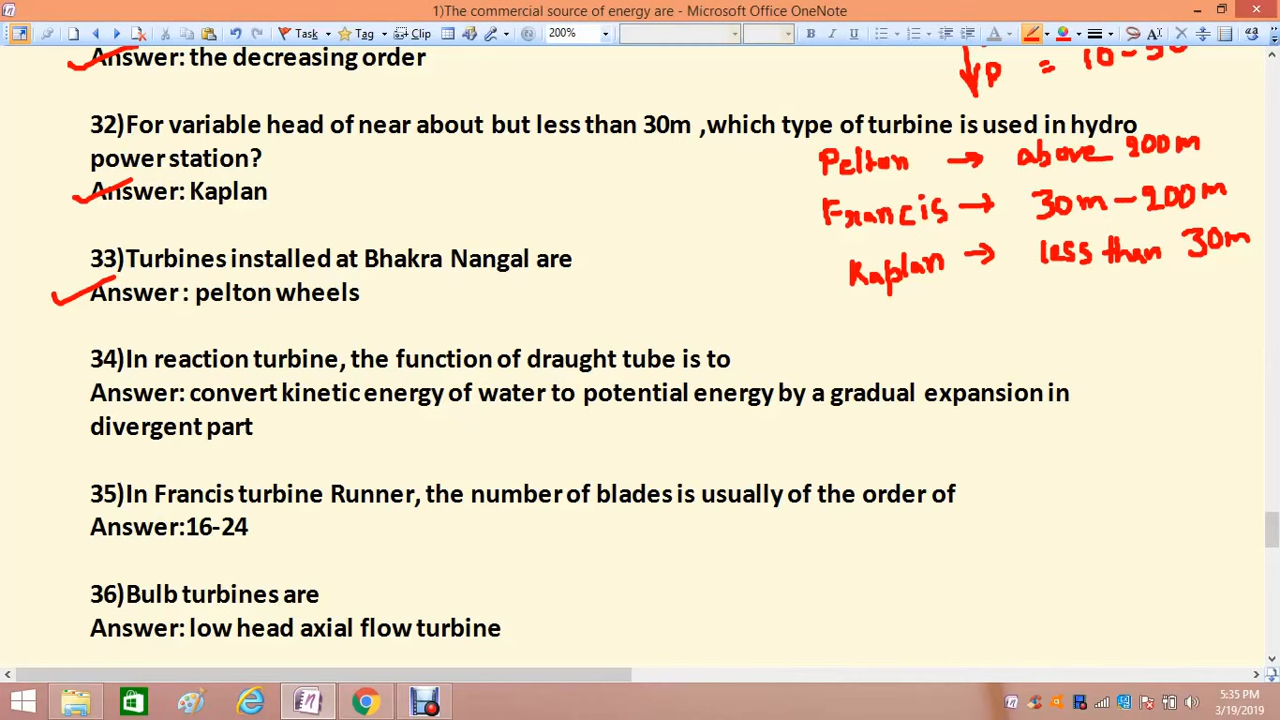 1)The commercial source of energy are - Microsoft Office OneNote
Task
Tag
Clip
200%
Answer: the decreasing order
P = 10-30
32)For variable head of near about but less than 30m ,which type of turbine is used in hydro
power station?
Pelton → above 200m
Answer: Kaplan
Francis → 30m - 200m
33)Turbines installed at Bhakra Nangal are
Kaplan → less than 30m
Answer : pelton wheels
34)In reaction turbine, the function of draught tube is to
Answer: convert kinetic energy of water to potential energy by a gradual expansion in
divergent part
35)In Francis turbine Runner, the number of blades is usually of the order of
Answer:16-24
36)Bulb turbines are
Answer: low head axial flow turbine
5:35 PM
3/19/2019